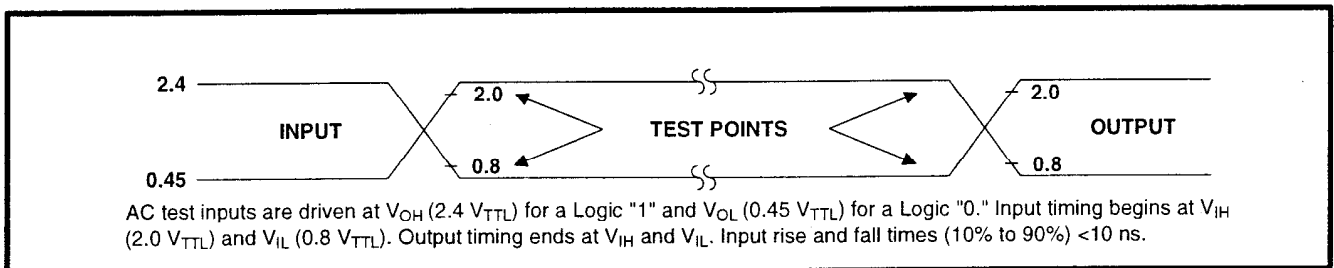 2.4
2.0
2.0
INPUT
TEST POINTS
OUTPUT
0.8
0.8
0.45
AC test inputs are driven at VOH (2.4 VTTL) for a Logic "1" and VOL (0.45 VTTL) for a Logic "0." Input timing begins at VIH
(2.0 VTTL) and VIL (0.8 VTTL). Output timing ends at VIH and VIL. Input rise and fall times (10% to 90%) <10 ns.